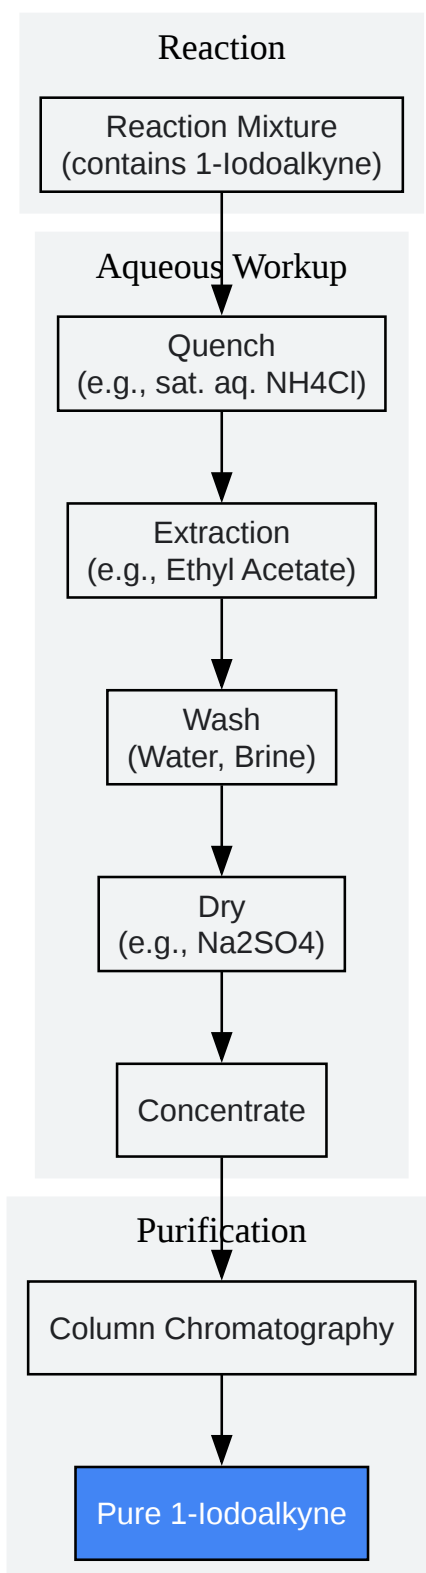 Reaction
Reaction Mixture
(contains 1-Iodoalkyne)
Aqueous Workup
Quench
(e.g., sat. aq. NH4Cl)
Extraction
(e.g., Ethyl Acetate)
Wash
(Water, Brine)
Dry
(e.g., Na2SO4)
Concentrate
Purification
Column Chromatography
Pure 1-Iodoalkyne